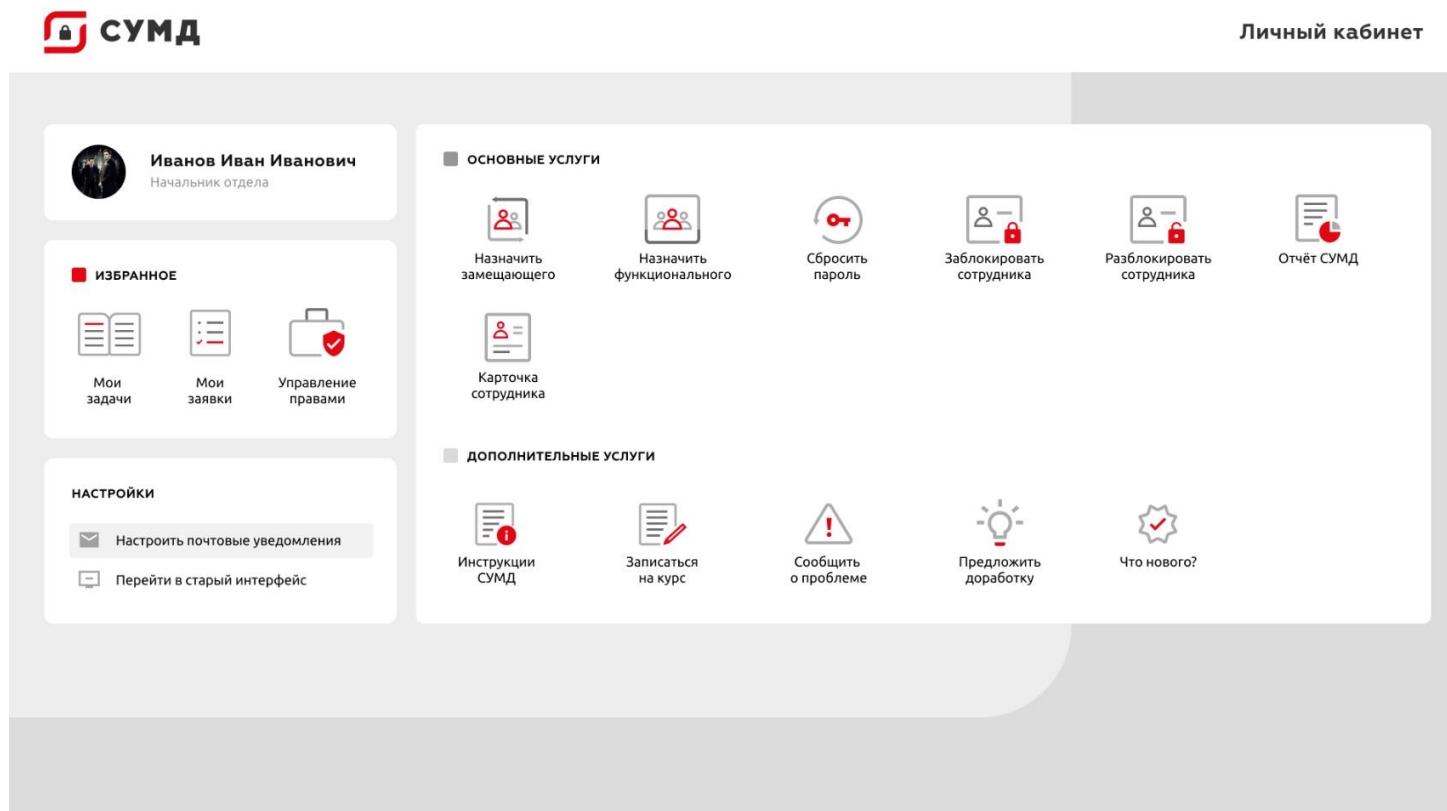 СУМД
Личный кабинет
Иванов Иван Иванович
Начальник отдела
ИЗБРАННОЕ
Мои
задачи
Мои
заявки
Управление
правами
НАСТРОЙКИ
Настроить почтовые уведомления
Перейти в старый интерфейс
ОСНОВНЫЕ УСЛУГИ
Назначить
замещающего
Назначить
функционального
Сбросить
пароль
Заблокировать
сотрудника
Разблокировать
сотрудника
Отчёт СУМД
Карточка
сотрудника
ДОПОЛНИТЕЛЬНЫЕ УСЛУГИ
Инструкции
СУМД
Записаться
на курс
Сообщить
о проблеме
Предложить
доработку
Что нового?